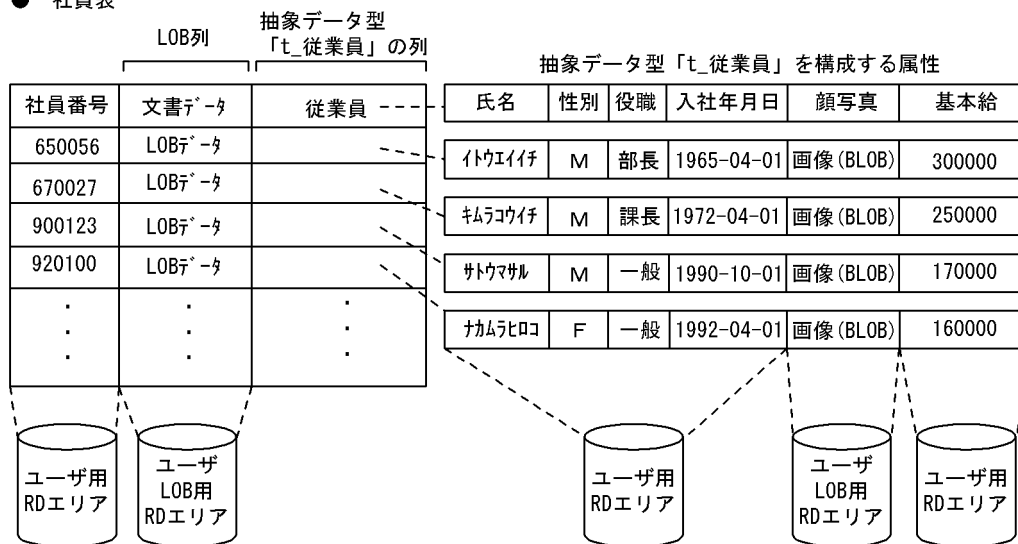 ● 社員表
LOB列
抽象データ型
「t_従業員」の列
抽象データ型「t_従業員」を構成する属性
社員番号 文書ﾃﾞｰﾀ 従業員
氏名 性別 役職 入社年月日 顔写真 基本給
650056 LOBﾃﾞｰﾀ
ｲﾄｳｴｲｲﾁ M 部長 1965-04-01 画像(BLOB) 300000
670027 LOBﾃﾞｰﾀ
ｷﾑﾗｺｳｲﾁ M 課長 1972-04-01 画像(BLOB) 250000
900123 LOBﾃﾞｰﾀ
ｻﾄｳﾏｻﾙ M 一般 1990-10-01 画像(BLOB) 170000
920100 LOBﾃﾞｰﾀ
ﾅｶﾑﾗﾋﾛｺ F 一般 1992-04-01 画像(BLOB) 160000
ユーザ用
RDエリア
ユーザ
LOB用
RDエリア
ユーザ用
RDエリア
ユーザ
LOB用
RDエリア
ユーザ用
RDエリア